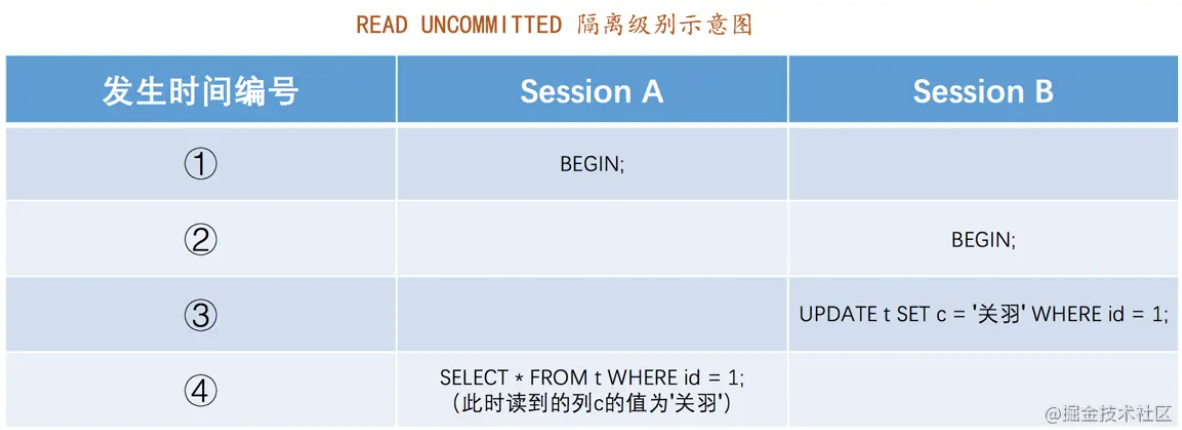 READ UNCOMMITTED 隔离级别示意图
发生时间编号 Session A Session B
① BEGIN;
② BEGIN;
③ UPDATE t SET c = '关羽' WHERE id = 1;
④ SELECT * FROM t WHERE id = 1;
（此时读到的列c的值为'关羽'）
@掘金技术社区